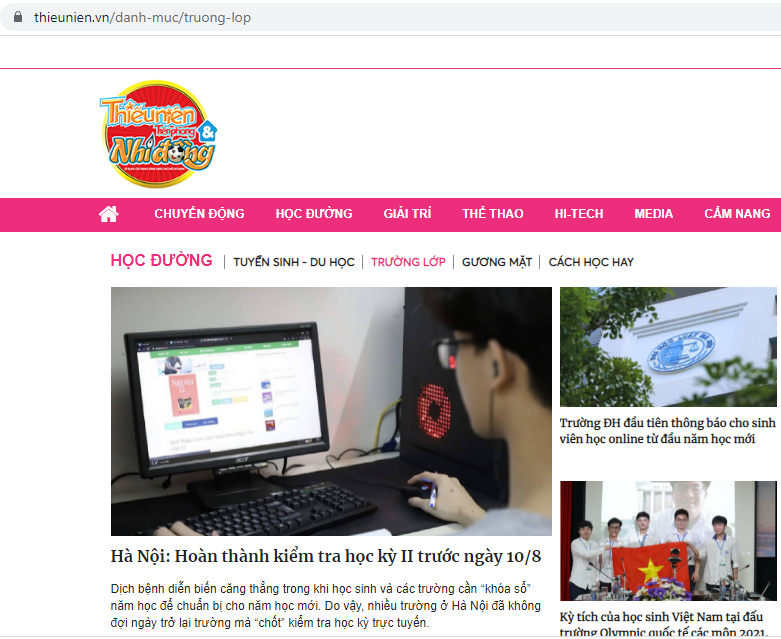 thieunien.vn/danh-muc/truong-lop
Thiếu niên
Tiền phong
&
Nhi đồng
CHUYỂN ĐỘNG HỌC ĐƯỜNG GIẢI TRÍ THỂ THAO HI-TECH MEDIA CẨM NANG
HỌC ĐƯỜNG TUYỂN SINH - DU HỌC TRƯỜNG LỚP GƯƠNG MẶT CÁCH HỌC HAY
Hà Nội: Hoàn thành kiểm tra học kỳ II trước ngày 10/8
Dịch bệnh diễn biến căng thẳng trong khi học sinh và các trường cần “khóa sổ”
năm học để chuẩn bị cho năm học mới. Do vậy, nhiều trường ở Hà Nội đã không
đợi ngày trở lại trường mà “chốt” kiểm tra học kỳ trực tuyến.
Trường ĐH đầu tiên thông báo cho sinh
viên học online từ đầu năm học mới
Kỳ tích của học sinh Việt Nam tại đấu
trường Olympic quốc tế các môn 2021,